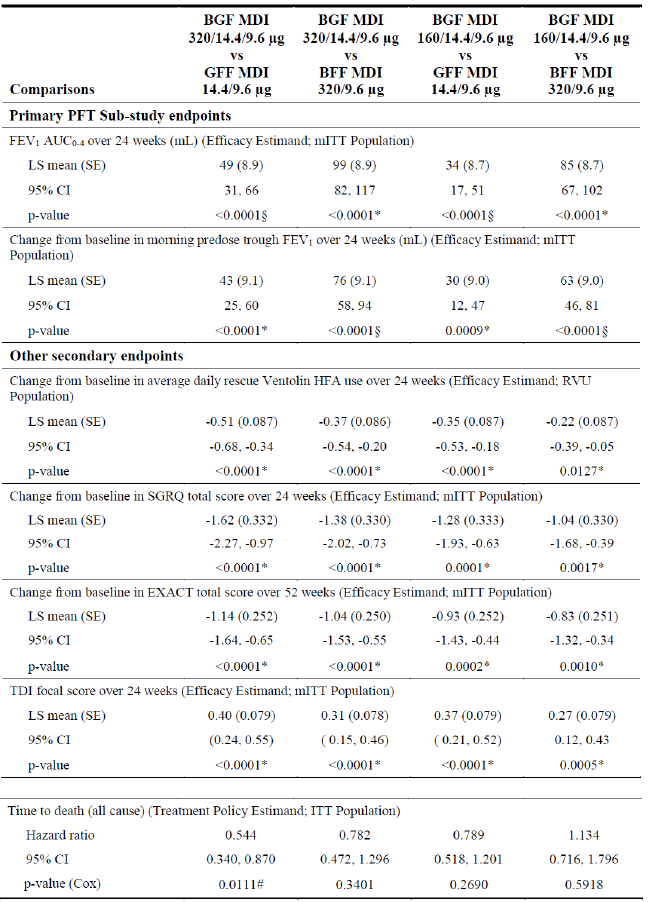 Comparisons BGF MDI 320/14.4/9.6 µg vs GFF MDI 14.4/9.6 µg BGF MDI 320/14.4/9.6 µg vs BFF MDI 320/9.6 µg BGF MDI 160/14.4/9.6 µg vs GFF MDI 14.4/9.6 µg BGF MDI 160/14.4/9.6 µg vs BFF MDI 320/9.6 µg
Primary PFT Sub-study endpoints
FEV₁ AUC₀₋₄ over 24 weeks (mL) (Efficacy Estimand; mITT Population)
LS mean (SE) 49 (8.9) 99 (8.9) 34 (8.7) 85 (8.7)
95% CI 31, 66 82, 117 17, 51 67, 102
p-value <0.0001§ <0.0001* <0.0001§ <0.0001*
Change from baseline in morning predose trough FEV₁ over 24 weeks (mL) (Efficacy Estimand; mITT
Population)
LS mean (SE) 43 (9.1) 76 (9.1) 30 (9.0) 63 (9.0)
95% CI 25, 60 58, 94 12, 47 46, 81
p-value <0.0001* <0.0001§ 0.0009* <0.0001§
Other secondary endpoints
Change from baseline in average daily rescue Ventolin HFA use over 24 weeks (Efficacy Estimand; RVU
Population)
LS mean (SE) -0.51 (0.087) -0.37 (0.086) -0.35 (0.087) -0.22 (0.087)
95% CI -0.68, -0.34 -0.54, -0.20 -0.53, -0.18 -0.39, -0.05
p-value <0.0001* <0.0001* <0.0001* 0.0127*
Change from baseline in SGRQ total score over 24 weeks (Efficacy Estimand; mITT Population)
LS mean (SE) -1.62 (0.332) -1.38 (0.330) -1.28 (0.333) -1.04 (0.330)
95% CI -2.27, -0.97 -2.02, -0.73 -1.93, -0.63 -1.68, -0.39
p-value <0.0001* <0.0001* 0.0001* 0.0017*
Change from baseline in EXACT total score over 52 weeks (Efficacy Estimand; mITT Population)
LS mean (SE) -1.14 (0.252) -1.04 (0.250) -0.93 (0.252) -0.83 (0.251)
95% CI -1.64, -0.65 -1.53, -0.55 -1.43, -0.44 -1.32, -0.34
p-value <0.0001* <0.0001* 0.0002* 0.0010*
TDI focal score over 24 weeks (Efficacy Estimand; mITT Population)
LS mean (SE) 0.40 (0.079) 0.31 (0.078) 0.37 (0.079) 0.27 (0.079)
95% CI (0.24, 0.55) ( 0.15, 0.46) ( 0.21, 0.52) 0.12, 0.43
p-value <0.0001* <0.0001* <0.0001* 0.0005*
Time to death (all cause) (Treatment Policy Estimand; ITT Population)
Hazard ratio 0.544 0.782 0.789 1.134
95% CI 0.340, 0.870 0.472, 1.296 0.518, 1.201 0.716, 1.796
p-value (Cox) 0.0111# 0.3401 0.2690 0.5918